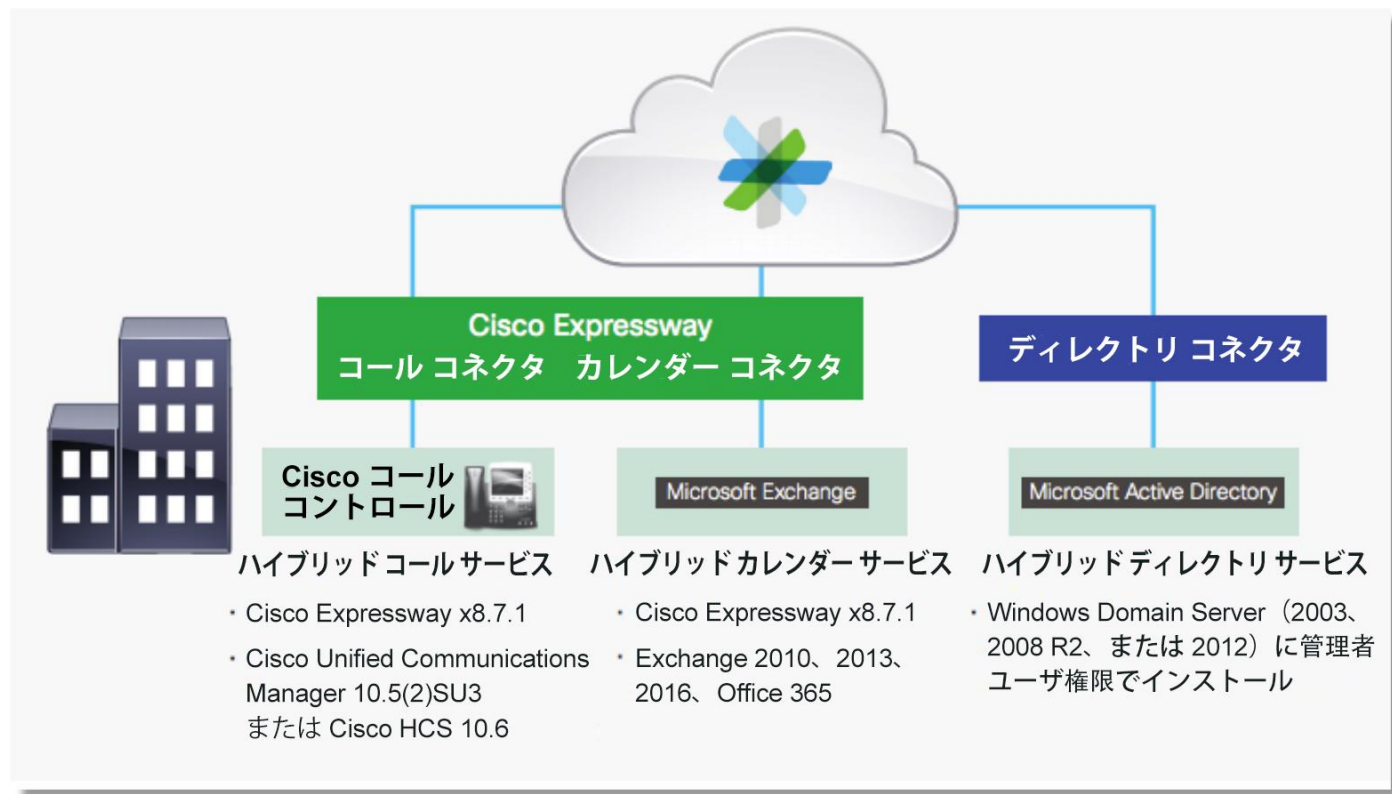 Cisco Expressway
コール コネクタ カレンダー コネクタ
ディレクトリ コネクタ
Cisco コール
コントロール
Microsoft Exchange
Microsoft Active Directory
ハイブリッド コール サービス
・Cisco Expressway x8.7.1
・Cisco Unified Communications
Manager 10.5(2)SU3
または Cisco HCS 10.6
ハイブリッド カレンダー サービス
・Cisco Expressway x8.7.1
・Exchange 2010、2013、
2016、Office 365
ハイブリッド ディレクトリ サービス
・Windows Domain Server（2003、
2008 R2、または 2012）に管理者
ユーザ権限でインストール